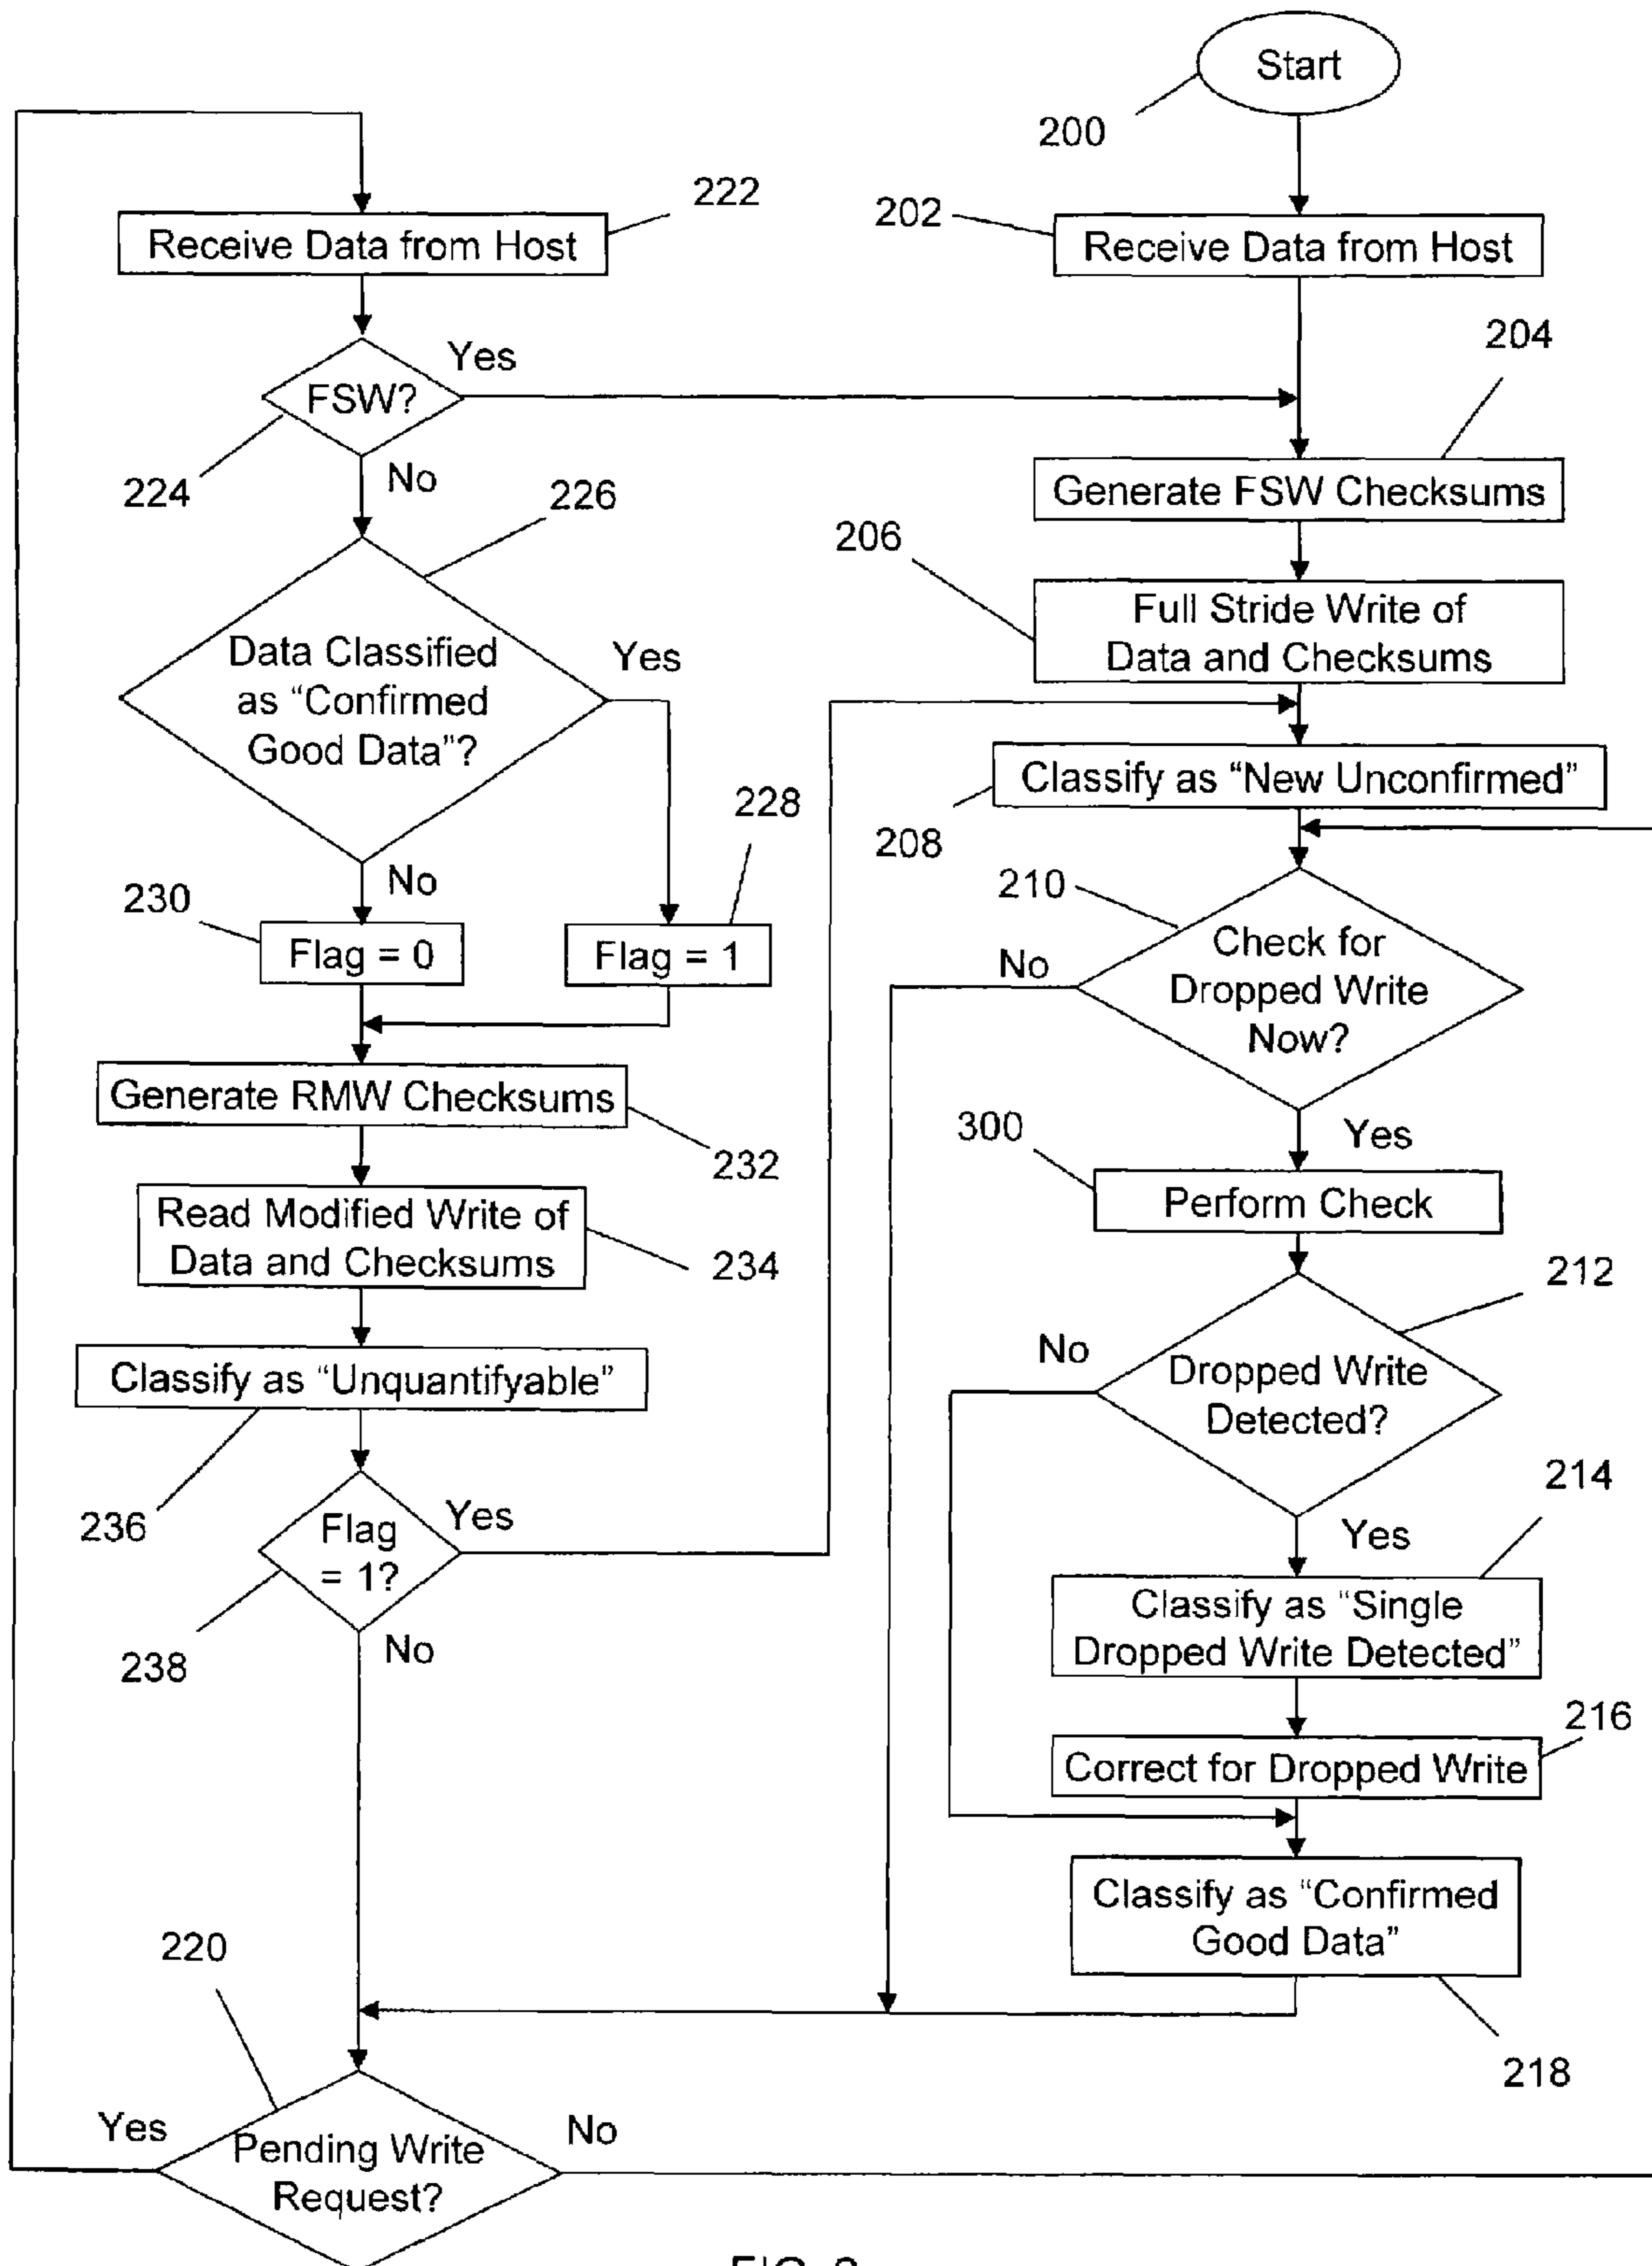 Start
200
222
202
Receive Data from Host
Receive Data from Host
204
Yes
FSW?
224
No
226
Generate FSW Checksums
206
Full Stride Write of
Data and Checksums
Data Classified
as “Confirmed
Good Data”?
Yes
Classify as “New Unconfirmed”
208
228
230
No
210
Flag = 0
Flag = 1
Check for
Dropped Write
Now?
No
Generate RMW Checksums
232
300
Yes
Read Modified Write of
Data and Checksums
234
Perform Check
212
Classify as “Unquantifyable”
No
Dropped Write
Detected?
236
Flag
= 1?
Yes
214
Yes
238
No
Classify as “Single
Dropped Write Detected”
216
Correct for Dropped Write
Classify as “Confirmed
Good Data”
220
218
Yes
Pending Write
Request?
No